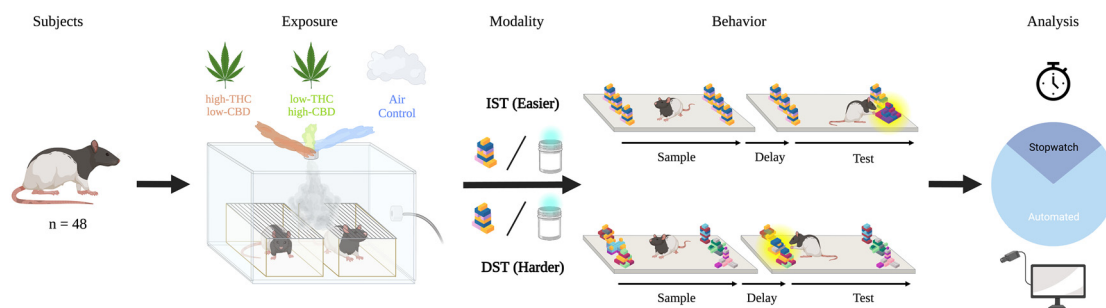 Subjects
Exposure
Modality
Behavior
Analysis
high-THC
low-CBD
low-THC
high-CBD
Air
Control
n = 48
IST (Easier)
DST (Harder)
Sample
Delay
Test
Sample
Delay
Test
Stopwatch
Automated